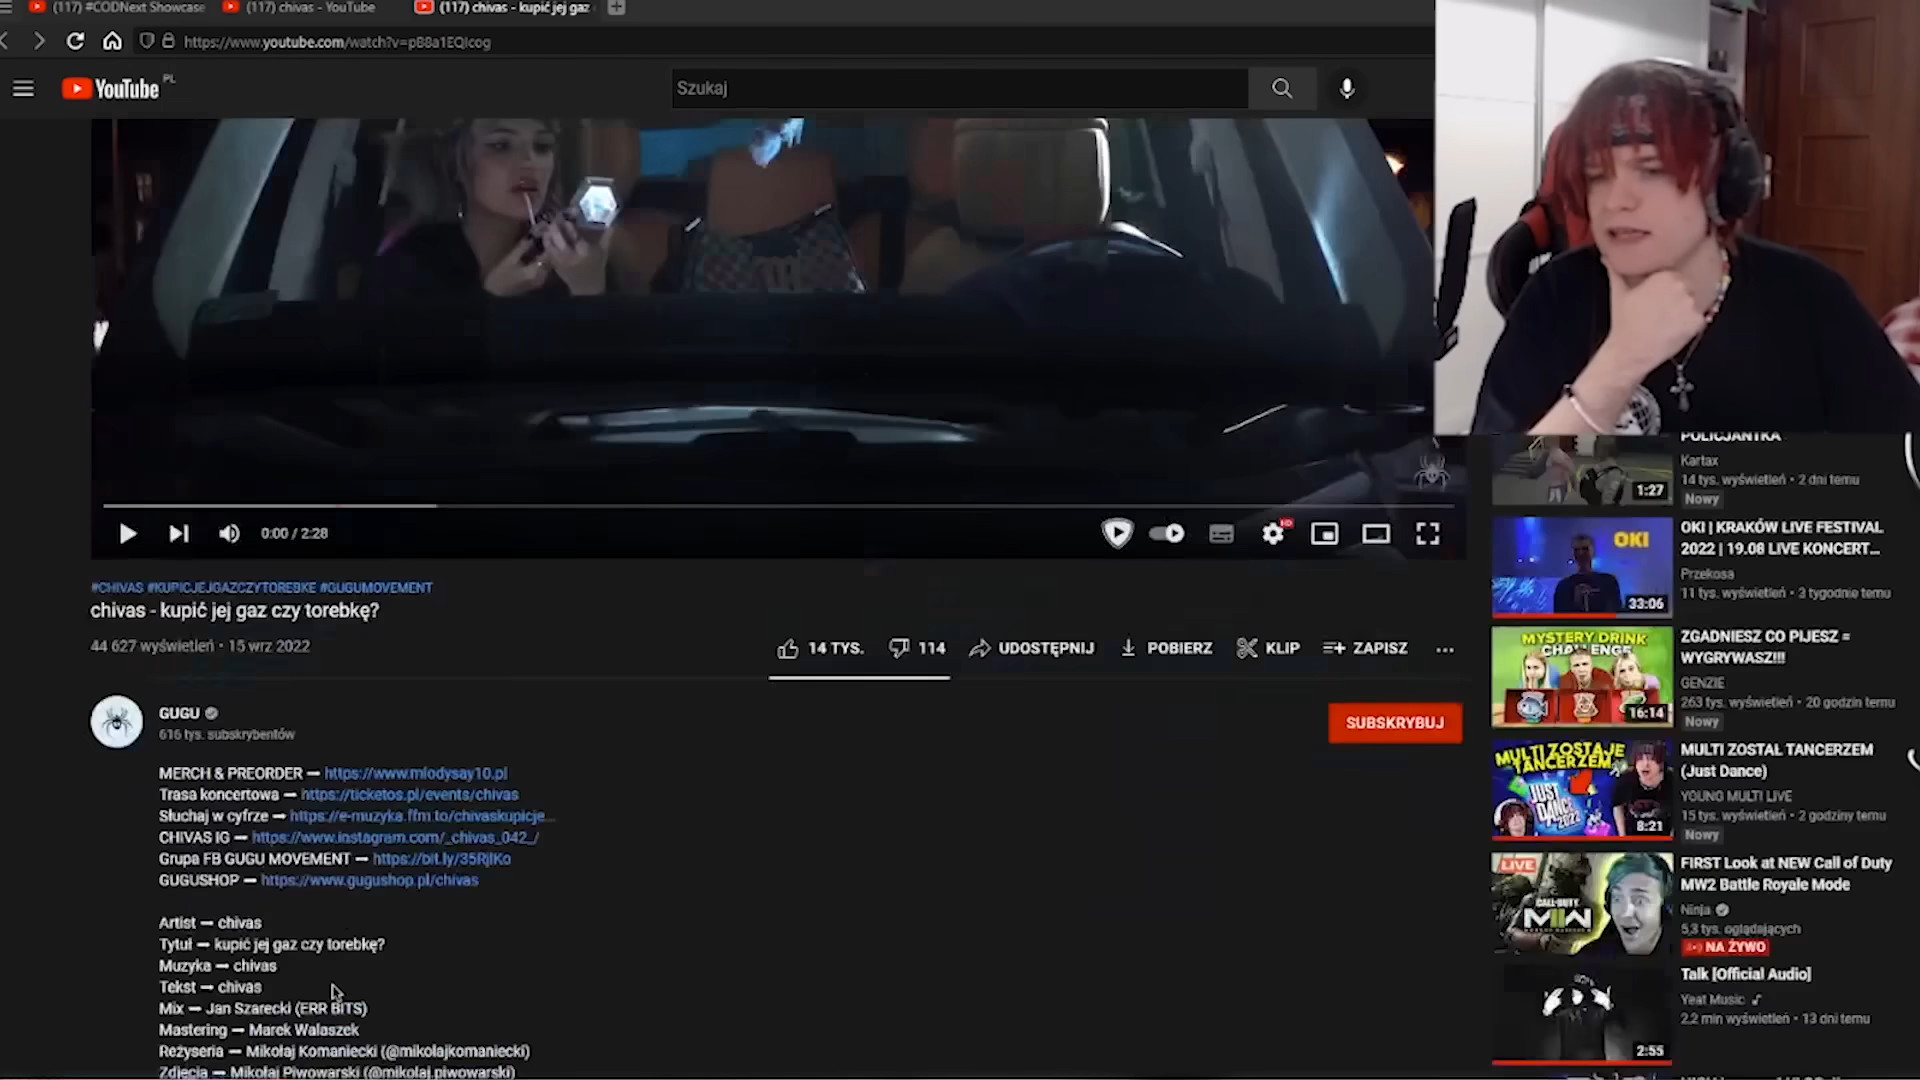 (117) #CODNext Showcase
(117) chivas - YouTube
(117) chivas - kupić jej gaz
https://www.youtube.com/watch?v=pB8a1EQIcog
YouTube PL
Szukaj
0:00 / 2:28
HD
#CHIVAS #KUPICJEJGAZCZYTOREBKE #GUGUMOVEMENT
chivas - kupić jej gaz czy torebkę?
44 627 wyświetleń • 15 wrz 2022
14 TYS.
114
UDOSTĘPNIJ
POBIERZ
KLIP
ZAPISZ
GUGU
616 tys. subskrybentów
SUBSKRYBUJ
MERCH & PREORDER — https://www.mlodysay10.pl
Trasa koncertowa — https://ticketos.pl/events/chivas
Słuchaj w cyfrze — https://e-muzyka.ffm.to/chivaskupicje...
CHIVAS IG — https://www.instagram.com/_chivas_042_/
Grupa FB GUGU MOVEMENT — https://bit.ly/35RjlKo
GUGUSHOP — https://www.gugushop.pl/chivas
Artist — chivas
Tytuł — kupić jej gaz czy torebkę?
Muzyka — chivas
Tekst — chivas
Mix — Jan Szarecki (ERR BITS)
Mastering — Marek Walaszek
Reżyseria — Mikołaj Komaniecki (@mikolajkomaniecki)
Zdjęcia — Mikołaj Piwowarski (@mikolaj.piwowarski)
POLICJANTKA
Kartax
14 tys. wyświetleń • 2 dni temu
Nowy
1:27
OKI
33:06
OKI | KRAKÓW LIVE FESTIVAL
2022 | 19.08 LIVE KONCERT...
Przekosa
11 tys. wyświetleń • 3 tygodnie temu
MYSTERY DRINK
CHALLENGE
16:14
ZGADNIESZ CO PIJESZ =
WYGRYWASZ!!!
GENZIE
263 tys. wyświetleń • 20 godzin temu
Nowy
MULTI ZOSTAJE
TANCERZEM
JUST
DANCE
2022
8:21
MULTI ZOSTAŁ TANCERZEM
(Just Dance)
YOUNG MULTI LIVE
15 tys. wyświetleń • 2 godziny temu
Nowy
LIVE
CALL OF DUTY
MWII
FIRST Look at NEW Call of Duty
MW2 Battle Royale Mode
Ninja
5,3 tys. oglądających
NA ŻYWO
2:55
Talk [Official Audio]
Yeat Music
2,2 mln wyświetleń • 13 dni temu